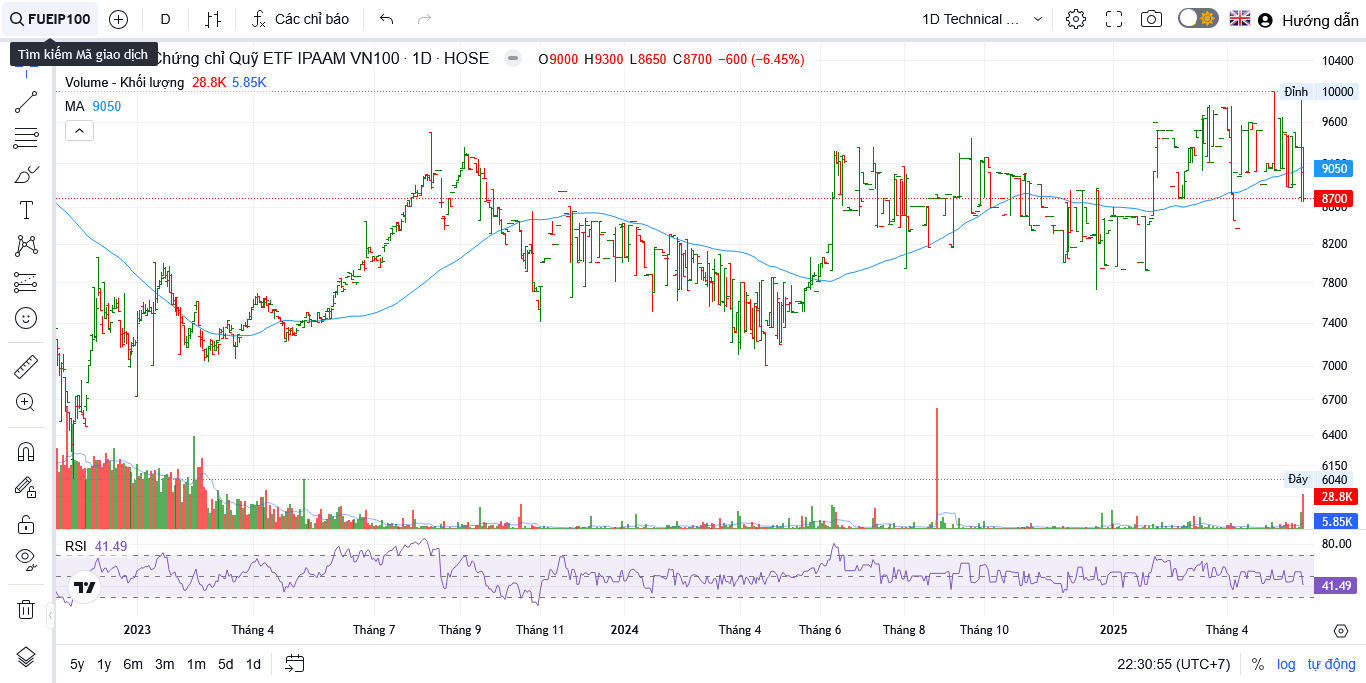 FUEIP100 D Các chỉ báo 1D Technical ... Hướng dẫn
Tìm kiếm Mã giao dịch
Chứng chỉ Quỹ ETF IPAAM VN100 · 1D · HOSE O9000 H9300 L8650 C8700 −600 (−6.45%)
Volume - Khối lượng 28.8K 5.85K
MA 9050
10400
Đỉnh 10000
9600
9050
8700
8200
7800
7400
7000
6700
6400
6150
Đáy 6040
28.8K
5.85K
RSI 41.49
80.00
41.49
2023 Tháng 4 Tháng 7 Tháng 9 Tháng 11 2024 Tháng 4 Tháng 6 Tháng 8 Tháng 10 2025 Tháng 4
5y 1y 6m 3m 1m 5d 1d 22:30:55 (UTC+7) % log tự động